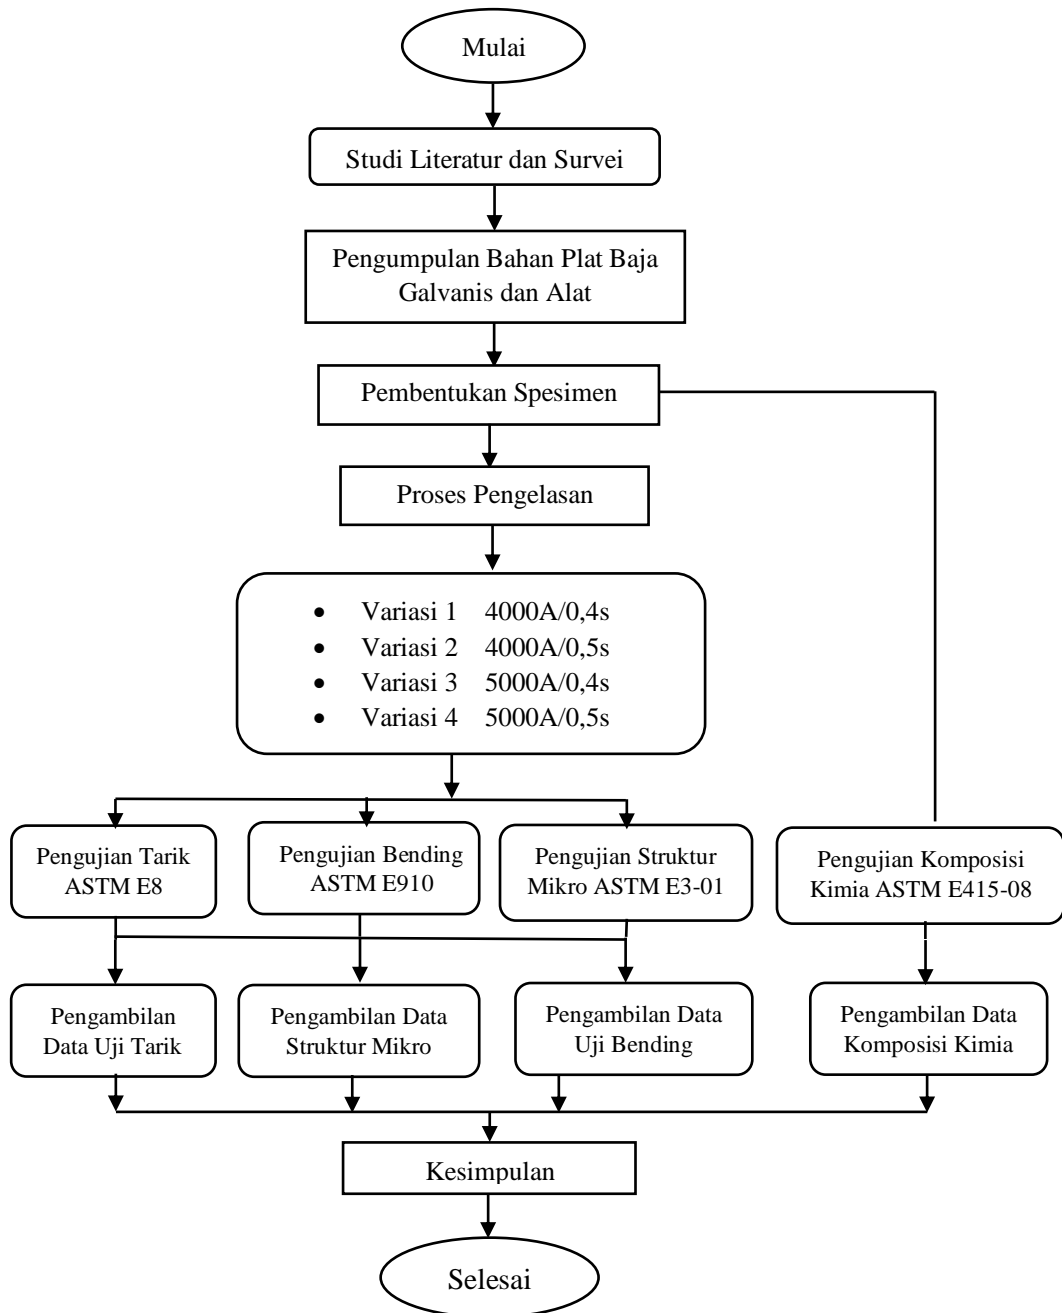 Mulai
Studi Literatur dan Survei
Pengumpulan Bahan Plat Baja
Galvanis dan Alat
Pembentukan Spesimen
Proses Pengelasan
• Variasi 1 4000A/0,4s
• Variasi 2 4000A/0,5s
• Variasi 3 5000A/0,4s
• Variasi 4 5000A/0,5s
Pengujian Tarik
ASTM E8
Pengujian Bending
ASTM E910
Pengujian Struktur
Mikro ASTM E3-01
Pengujian Komposisi
Kimia ASTM E415-08
Pengambilan
Data Uji Tarik
Pengambilan Data
Struktur Mikro
Pengambilan Data
Uji Bending
Pengambilan Data
Komposisi Kimia
Kesimpulan
Selesai